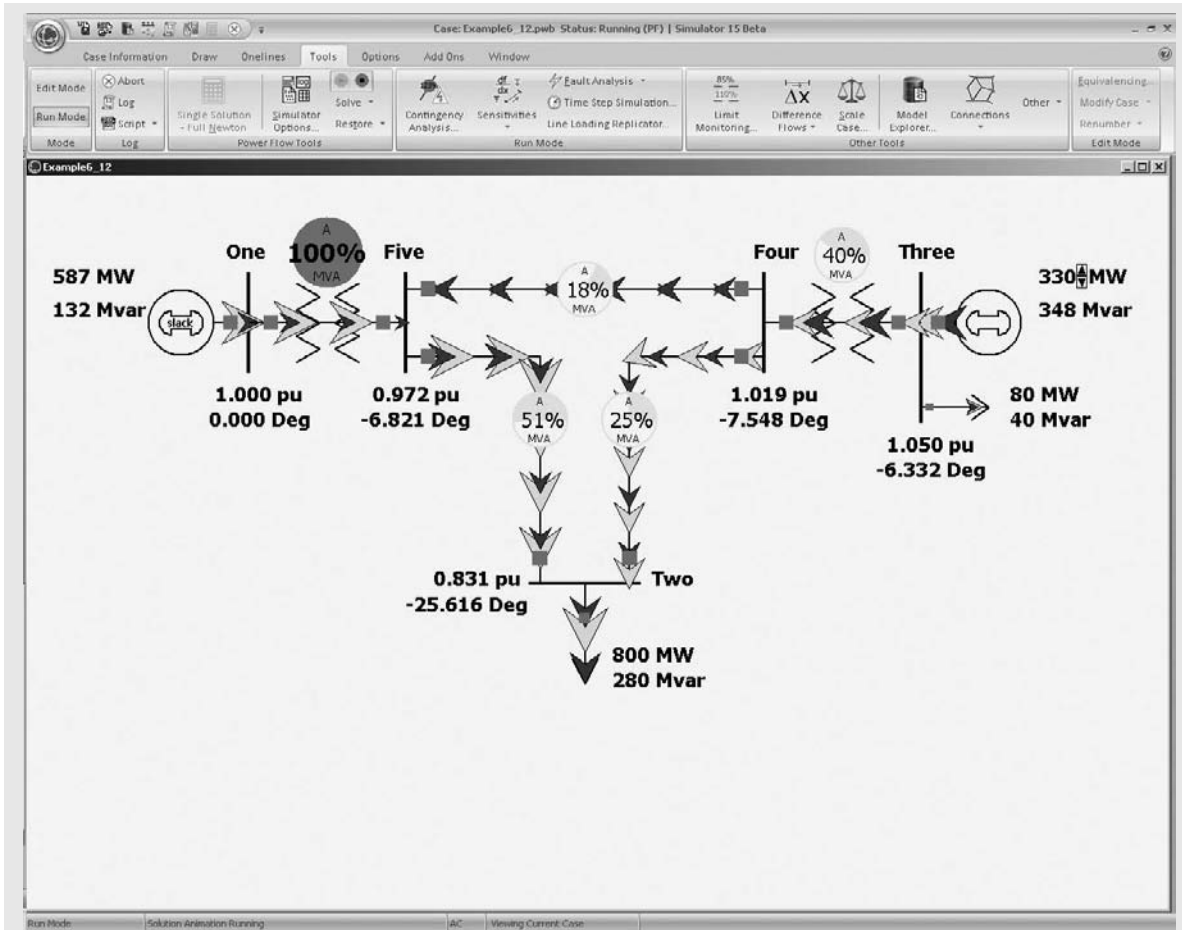 Case: Example6_12.pwb Status: Running (PF) | Simulator 15 Beta
Case Information Draw Onelines Tools Options Add Ons Window
Edit Mode
Run Mode
Mode
Abort
Log
Script
Log
Single Solution
- Full Newton
Simulator
Options...
Solve
Restore
Power Flow Tools
Contingency
Analysis...
Sensitivities
Fault Analysis
Time Step Simulation...
Line Loading Replicator...
Run Mode
85%
110%
Limit
Monitoring...
ΔX
Difference
Flows
Scale
Case...
Model
Explorer...
Connections
Other
Other Tools
Equivalencing...
Modify Case
Renumber
Edit Mode
Example6_12
One
A
100%
MVA
Five
Four
A
40%
MVA
Three
587 MW
132 Mvar
slack
A
18%
MVA
330 MW
348 Mvar
1.000 pu
0.000 Deg
0.972 pu
-6.821 Deg
A
51%
MVA
A
25%
MVA
1.019 pu
-7.548 Deg
80 MW
40 Mvar
1.050 pu
-6.332 Deg
0.831 pu
-25.616 Deg
Two
800 MW
280 Mvar
Run Mode Solution Animation Running AC Viewing Current Case